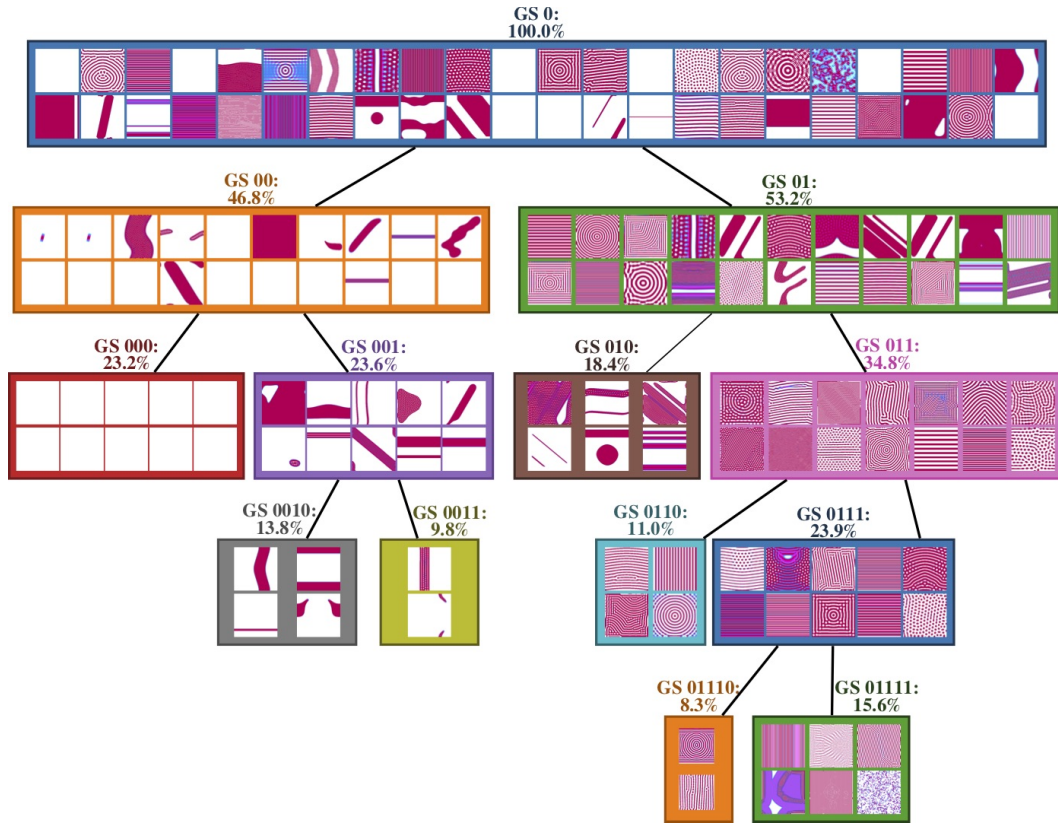 GS 0:
100.0%
GS 00:
46.8%
GS 01:
53.2%
GS 000:
23.2%
GS 001:
23.6%
GS 010:
18.4%
GS 011:
34.8%
GS 0010:
13.8%
GS 0011:
9.8%
GS 0110:
11.0%
GS 0111:
23.9%
GS 01110:
8.3%
GS 01111:
15.6%